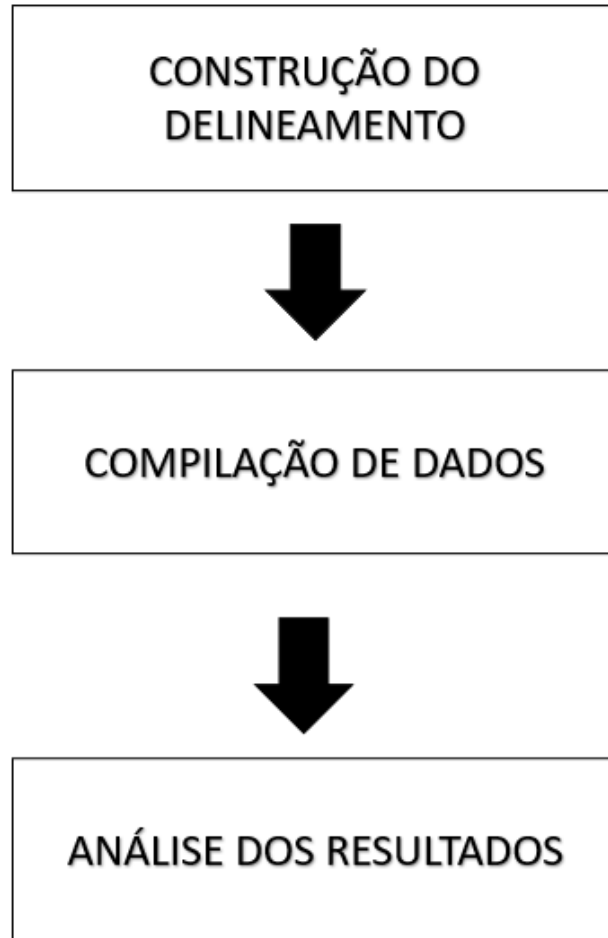 CONSTRUÇÃO DO
DELINEAMENTO
COMPILAÇÃO DE DADOS
ANÁLISE DOS RESULTADOS